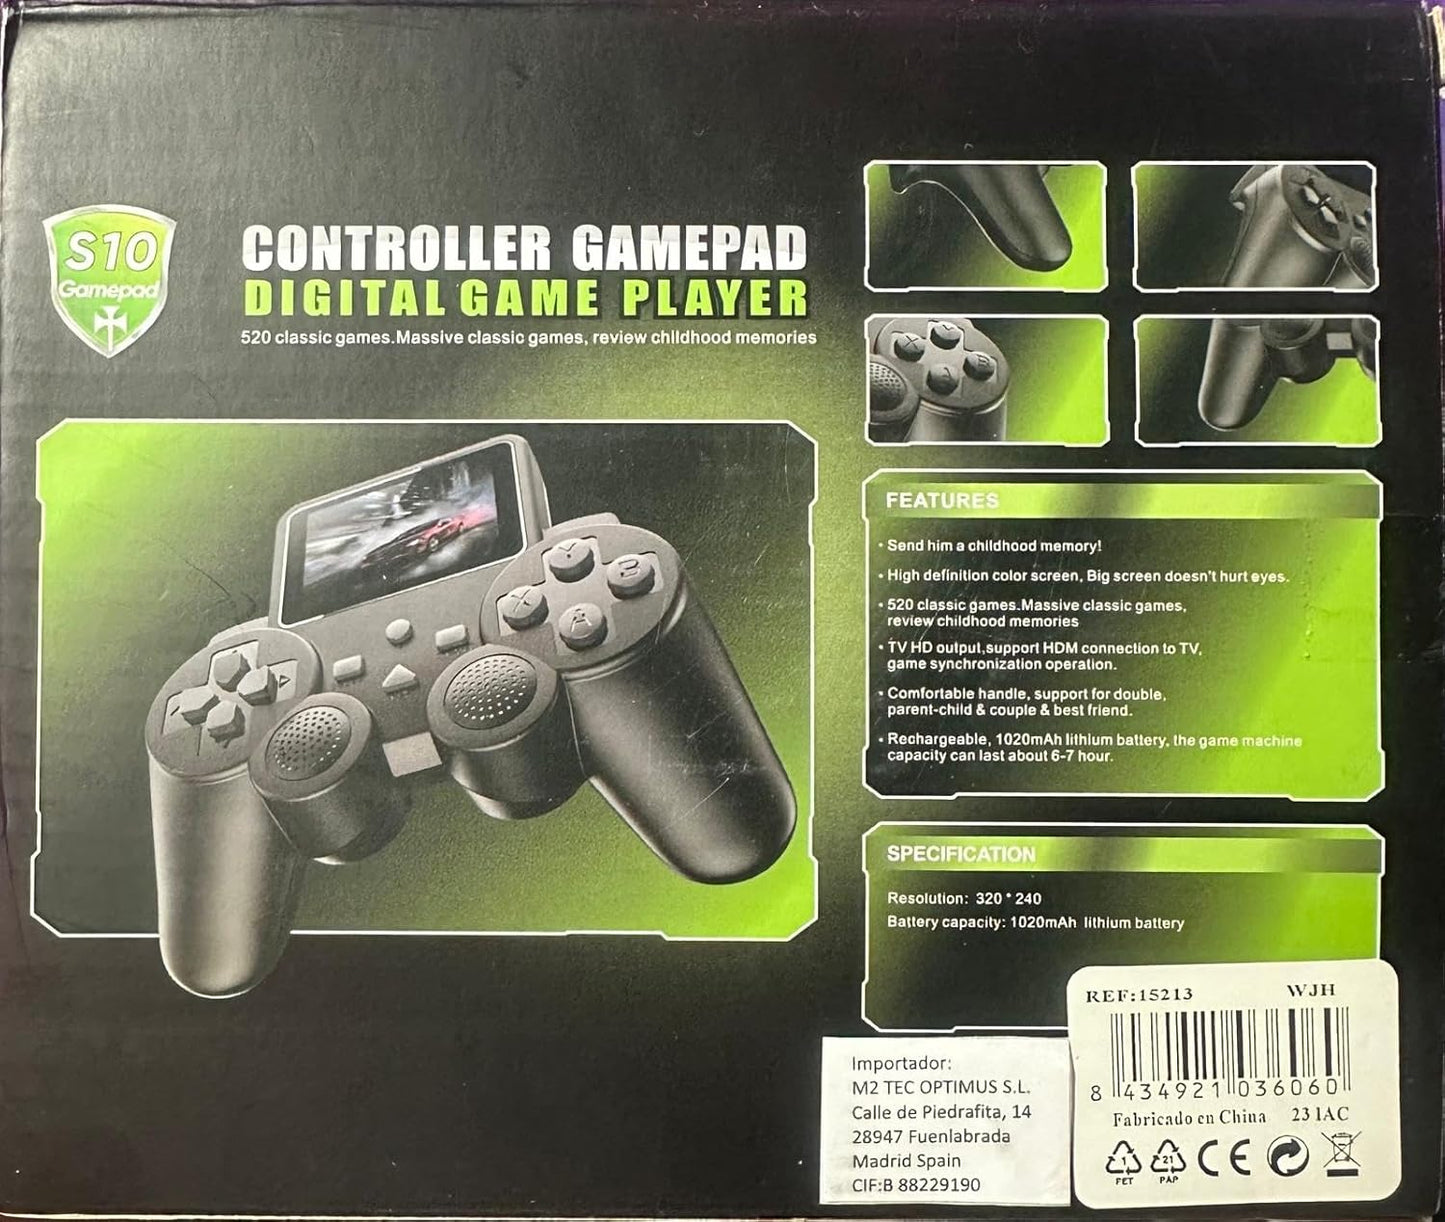 S10
Gamepad
CONTROLLER GAMEPAD
DIGITAL GAME PLAYER
520 classic games.Massive classic games, review childhood memories
Y
X
B
A
X
Y
B
FEATURES
• Send him a childhood memory!
• High definition color screen, Big screen doesn't hurt eyes.
• 520 classic games.Massive classic games,
review childhood memories
• TV HD output,support HDM connection to TV,
game synchronization operation.
• Comfortable handle, support for double,
parent-child & couple & best friend.
• Rechargeable, 1020mAh lithium battery, the game machine
capacity can last about 6-7 hour.
SPECIFICATION
Resolution: 320*240
Battery capacity: 1020mAh lithium battery
Importador:
M2 TEC OPTIMUS S.L.
Calle de Piedrafita, 14
28947 Fuenlabrada
Madrid Spain
CIF:B 88229190
REF:15213 WJH
8 434921 036060
Fabricado en China 23 1AC
1 21 CE
FET PAP